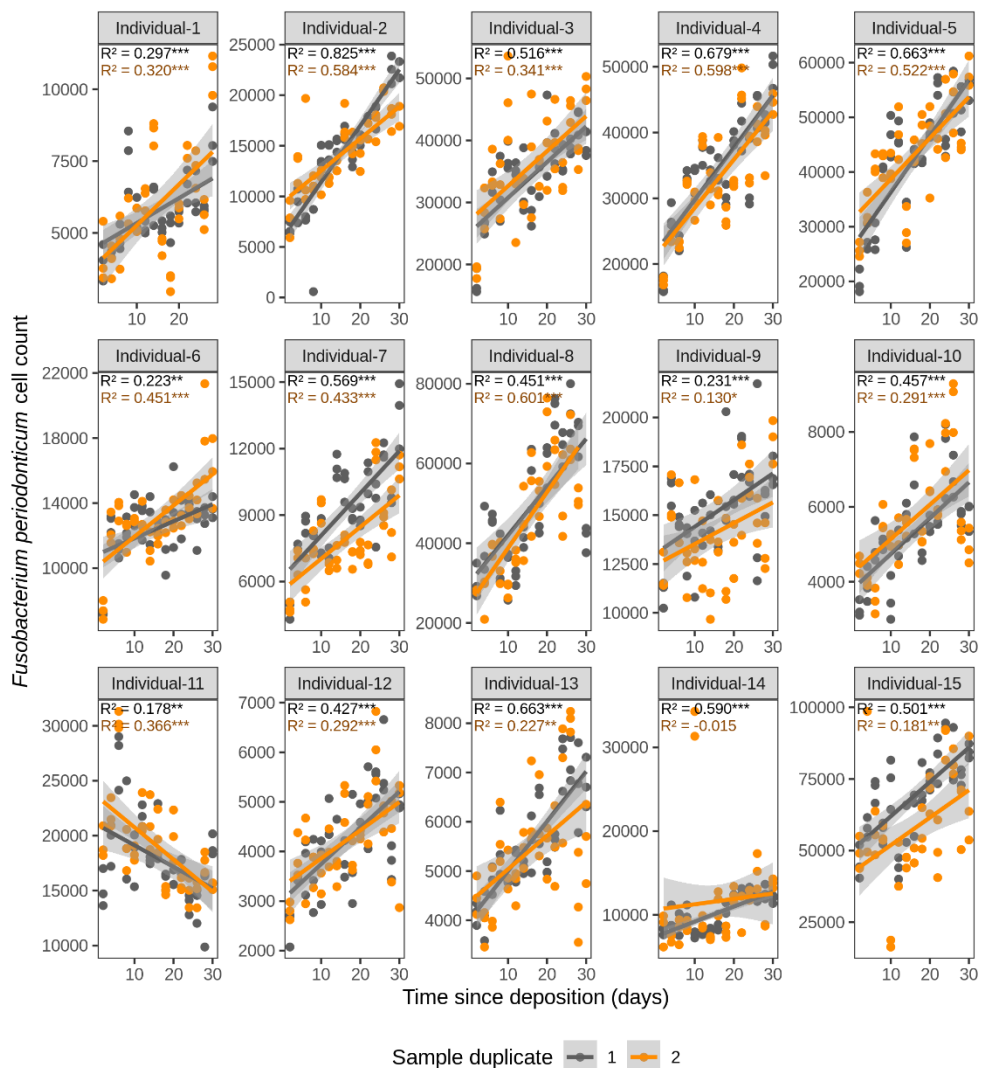 Individual-1 Individual-2 Individual-3 Individual-4 Individual-5
R² = 0.297*** R² = 0.825*** R² = 0.516*** R² = 0.679*** R² = 0.663***
R² = 0.320*** R² = 0.584*** R² = 0.341*** R² = 0.598*** R² = 0.522***
5000 7500 10000
0 5000 10000 15000 20000 25000
20000 30000 40000 50000
20000 30000 40000 50000
20000 30000 40000 50000 60000
10 20 10 20 30 10 20 30 10 20 30 10 20 30
Individual-6 Individual-7 Individual-8 Individual-9 Individual-10
R² = 0.223** R² = 0.569*** R² = 0.451*** R² = 0.231*** R² = 0.457***
R² = 0.451*** R² = 0.433*** R² = 0.601*** R² = 0.130* R² = 0.291***
10000 14000 18000 22000
6000 9000 12000 15000
20000 40000 60000 80000
10000 12500 15000 17500 20000
4000 6000 8000
10 20 30 10 20 30 10 20 30 10 20 30 10 20 30
Individual-11 Individual-12 Individual-13 Individual-14 Individual-15
R² = 0.178** R² = 0.427*** R² = 0.663*** R² = 0.590*** R² = 0.501***
R² = 0.366*** R² = 0.292*** R² = 0.227** R² = -0.015 R² = 0.181**
10000 15000 20000 25000 30000
2000 3000 4000 5000 6000 7000
4000 5000 6000 7000 8000
10000 20000 30000
25000 50000 75000 100000
10 20 30 10 20 30 10 20 30 10 20 30 10 20 30
Fusobacterium periodonticum cell count
Time since deposition (days)
Sample duplicate 1 2